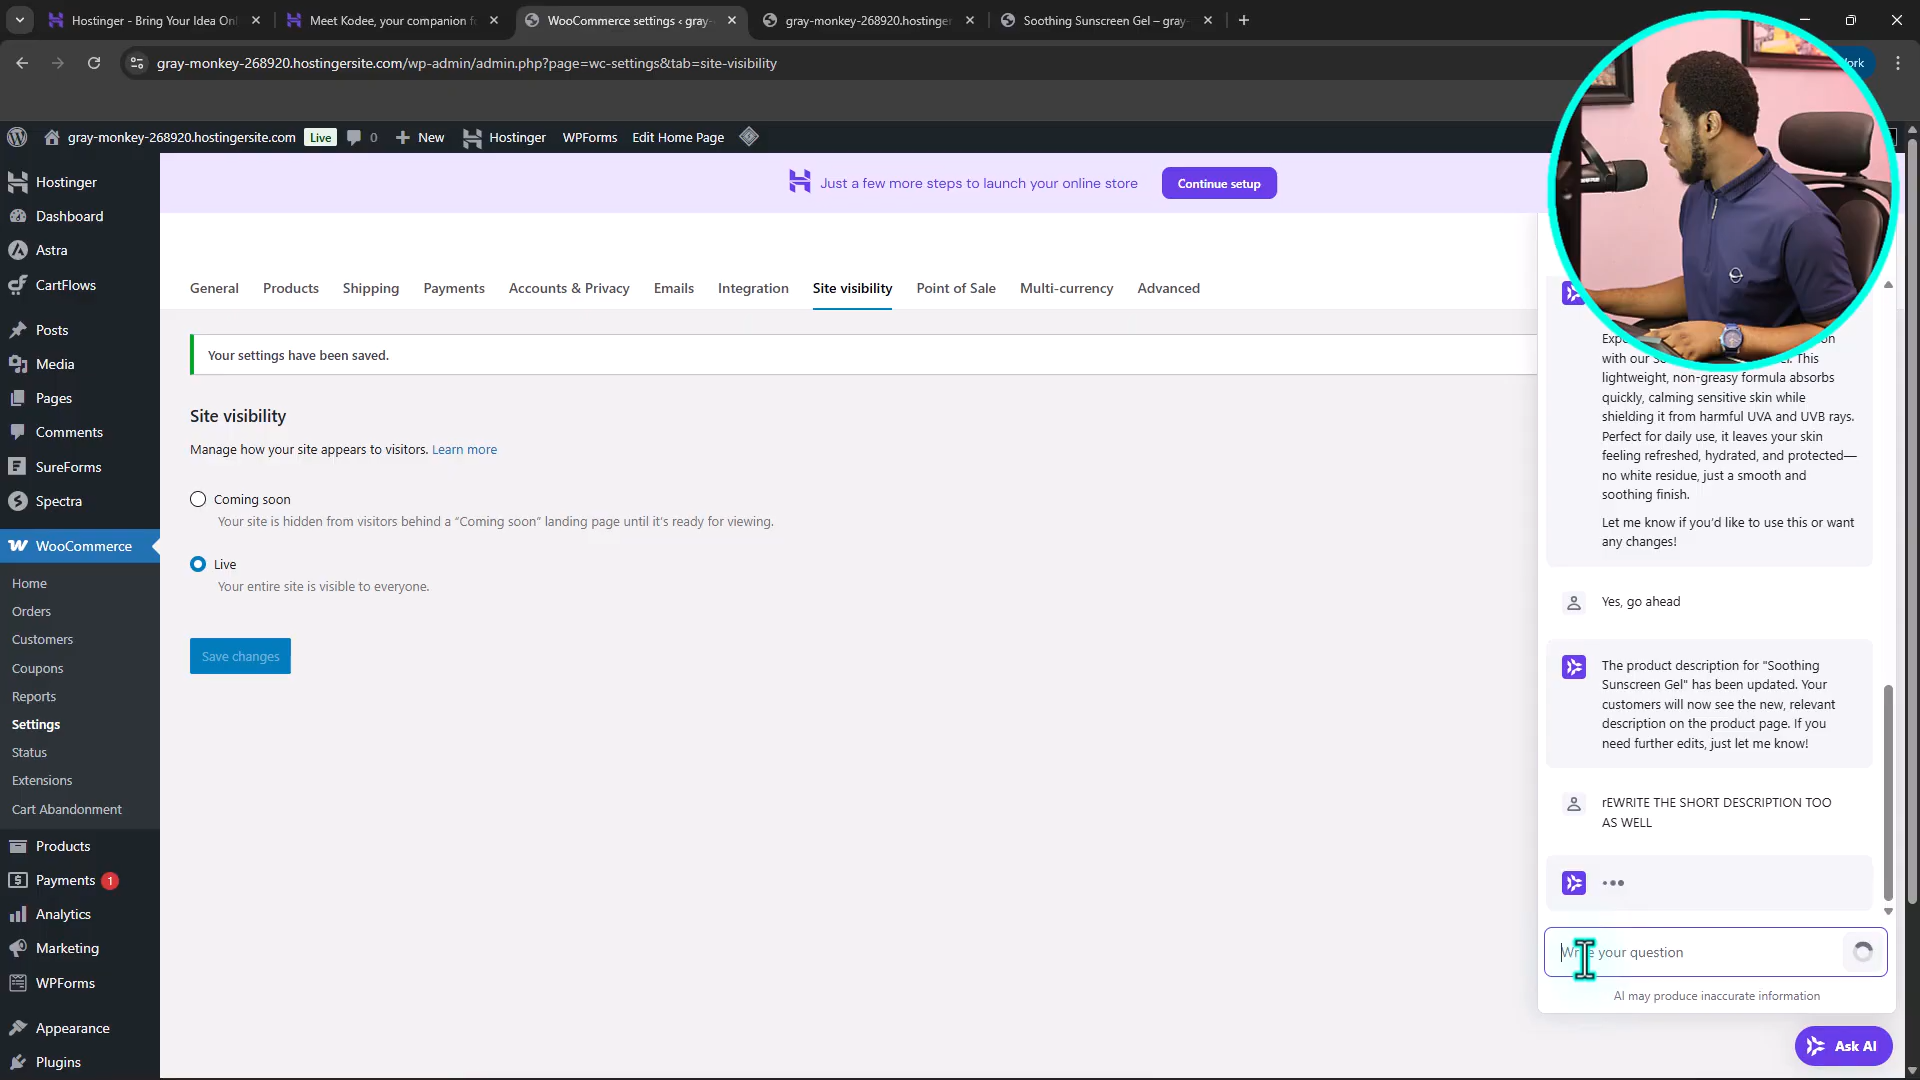 Hostinger - Bring Your Idea Onl
Meet Kodee, your companion f
WooCommerce settings ‹ gray-
gray-monkey-268920.hostinger
Soothing Sunscreen Gel – gray-
gray-monkey-268920.hostingersite.com/wp-admin/admin.php?page=wc-settings&tab=site-visibility
gray-monkey-268920.hostingersite.com
Live
0
New
Hostinger
WPForms
Edit Home Page
Just a few more steps to launch your online store
Continue setup
Hostinger
Dashboard
Astra
CartFlows
Posts
Media
Pages
Comments
SureForms
Spectra
WooCommerce
Home
Orders
Customers
Coupons
Reports
Settings
Status
Extensions
Cart Abandonment
Products
Payments 1
Analytics
Marketing
WPForms
Appearance
Plugins
General
Products
Shipping
Payments
Accounts & Privacy
Emails
Integration
Site visibility
Point of Sale
Multi-currency
Advanced
Your settings have been saved.
Site visibility
Manage how your site appears to visitors. Learn more
Coming soon
Your site is hidden from visitors behind a “Coming soon” landing page until it’s ready for viewing.
Live
Your entire site is visible to everyone.
Save changes
with our
This
lightweight, non-greasy formula absorbs
quickly, calming sensitive skin while
shielding it from harmful UVA and UVB rays.
Perfect for daily use, it leaves your skin
feeling refreshed, hydrated, and protected—
no white residue, just a smooth and
soothing finish.
Let me know if you’d like to use this or want
any changes!
Yes, go ahead
The product description for "Soothing
Sunscreen Gel" has been updated. Your
customers will now see the new, relevant
description on the product page. If you
need further edits, just let me know!
rEWRITE THE SHORT DESCRIPTION TOO
AS WELL
Write your question
AI may produce inaccurate information
Ask AI